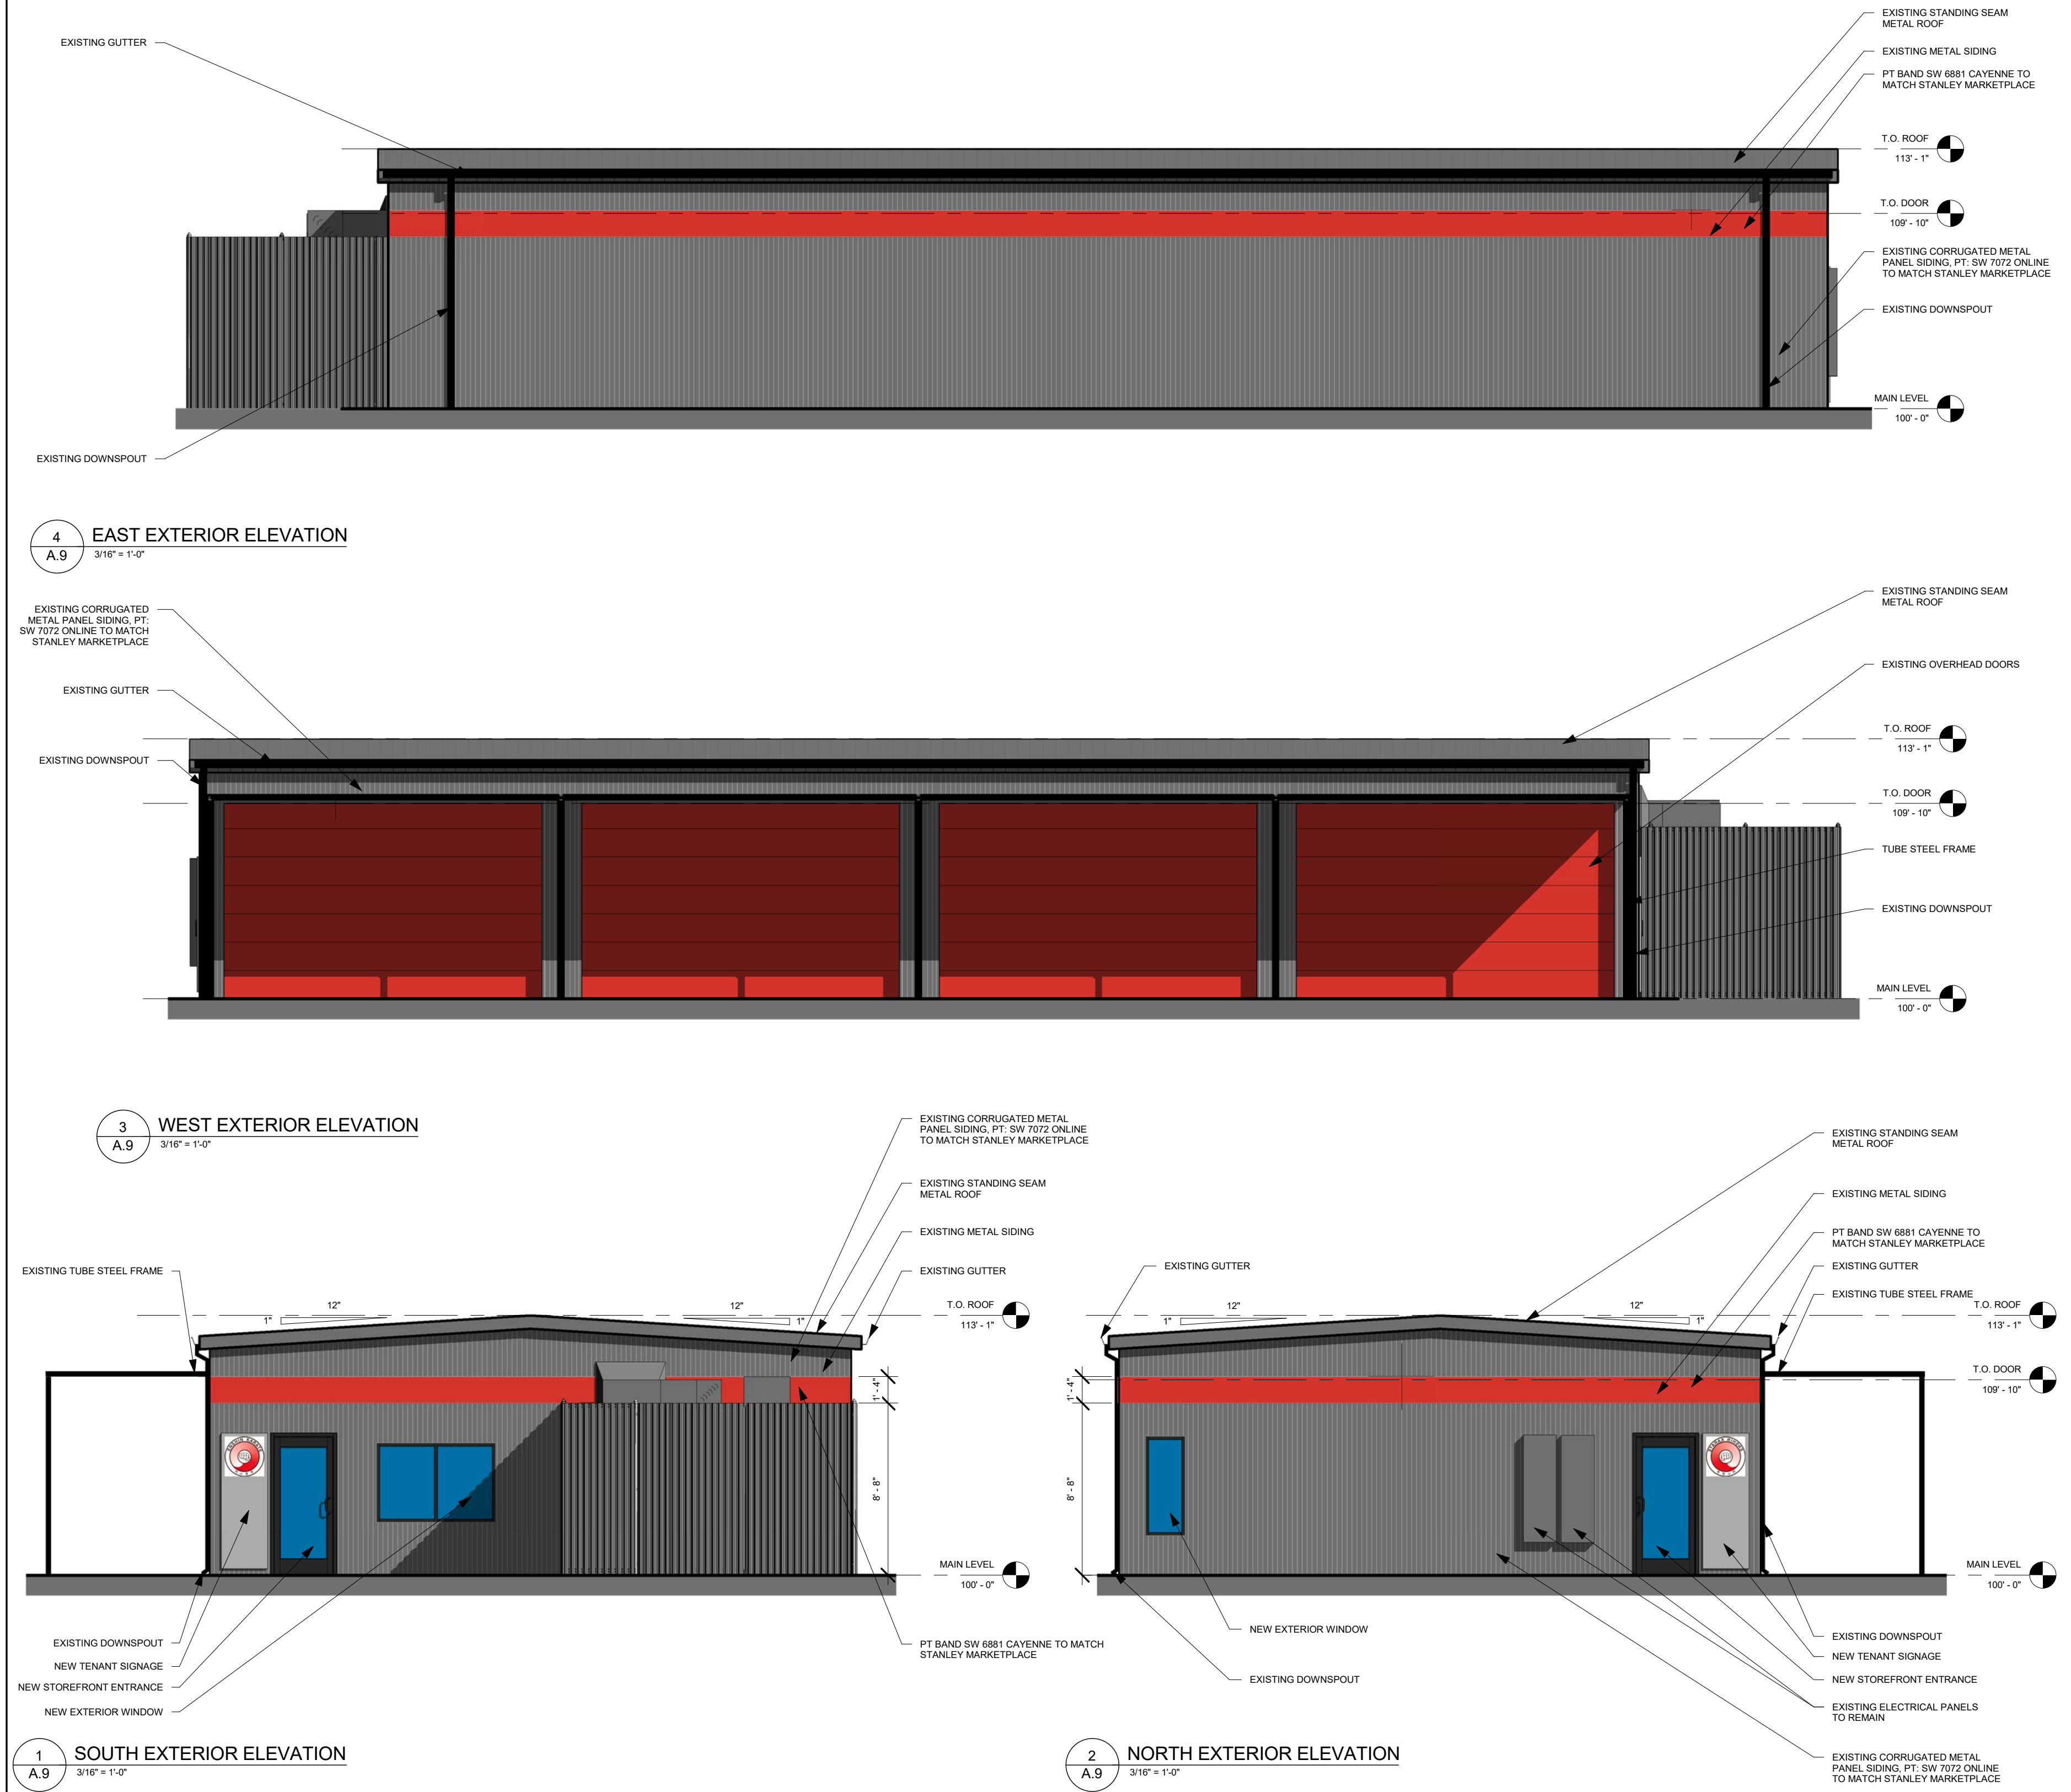 EXISTING GUTTER
EXISTING STANDING SEAM
METAL ROOF
EXISTING METAL SIDING
PT BAND SW 6881 CAYENNE TO
MATCH STANLEY MARKETPLACE
T.O. ROOF
113' - 1"
T.O. DOOR
109' - 10"
EXISTING CORRUGATED METAL
PANEL SIDING, PT: SW 7072 ONLINE
TO MATCH STANLEY MARKETPLACE
EXISTING DOWNSPOUT
MAIN LEVEL
100' - 0"
EXISTING DOWNSPOUT
4
A.9
EAST EXTERIOR ELEVATION
3/16" = 1'-0"
EXISTING CORRUGATED
METAL PANEL SIDING, PT:
SW 7072 ONLINE TO MATCH
STANLEY MARKETPLACE
EXISTING GUTTER
EXISTING DOWNSPOUT
EXISTING STANDING SEAM
METAL ROOF
EXISTING OVERHEAD DOORS
T.O. ROOF
113' - 1"
T.O. DOOR
109' - 10"
TUBE STEEL FRAME
EXISTING DOWNSPOUT
MAIN LEVEL
100' - 0"
3
A.9
WEST EXTERIOR ELEVATION
3/16" = 1'-0"
EXISTING CORRUGATED METAL
PANEL SIDING, PT: SW 7072 ONLINE
TO MATCH STANLEY MARKETPLACE
EXISTING STANDING SEAM
METAL ROOF
EXISTING METAL SIDING
EXISTING GUTTER
EXISTING TUBE STEEL FRAME
12"
1"
12"
1"
T.O. ROOF
113' - 1"
1' - 4"
8' - 8"
MAIN LEVEL
100' - 0"
EXISTING DOWNSPOUT
NEW TENANT SIGNAGE
NEW STOREFRONT ENTRANCE
NEW EXTERIOR WINDOW
PT BAND SW 6881 CAYENNE TO MATCH
STANLEY MARKETPLACE
1
A.9
SOUTH EXTERIOR ELEVATION
3/16" = 1'-0"
EXISTING STANDING SEAM
METAL ROOF
EXISTING METAL SIDING
PT BAND SW 6881 CAYENNE TO
MATCH STANLEY MARKETPLACE
EXISTING GUTTER
EXISTING GUTTER
EXISTING TUBE STEEL FRAME
12"
1"
12"
1"
T.O. ROOF
113' - 1"
T.O. DOOR
109' - 10"
1' - 4"
8' - 8"
MAIN LEVEL
100' - 0"
NEW EXTERIOR WINDOW
EXISTING DOWNSPOUT
EXISTING DOWNSPOUT
NEW TENANT SIGNAGE
NEW STOREFRONT ENTRANCE
EXISTING ELECTRICAL PANELS
TO REMAIN
EXISTING CORRUGATED METAL
PANEL SIDING, PT: SW 7072 ONLINE
TO MATCH STANLEY MARKETPLACE
2
A.9
NORTH EXTERIOR ELEVATION
3/16" = 1'-0"